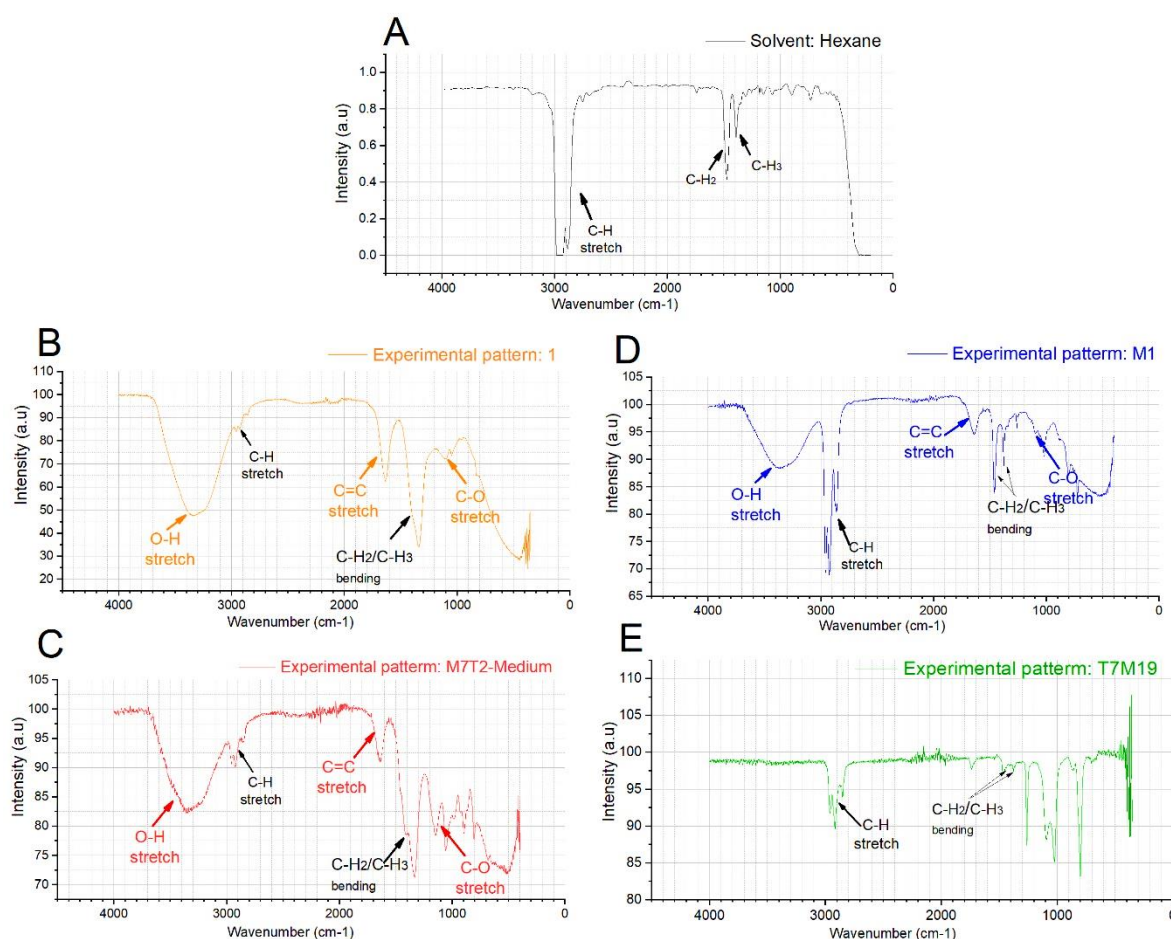 A
Solvent: Hexane
Intensity (a.u)
1.0
0.8
0.6
0.4
0.2
0.0
C-H2
C-H3
C-H
stretch
4000
3000
2000
1000
0
Wavenumber (cm-1)
B
Experimental pattern: 1
Intensity (a.u)
110
100
90
80
70
60
50
40
30
20
C-H
stretch
O-H
stretch
C=C
stretch
C-O
stretch
C-H2/C-H3
bending
4000
3000
2000
1000
0
Wavenumber (cm-1)
D
Experimental pattern: M1
Intensity (a.u)
105
100
95
90
85
80
75
70
65
O-H
stretch
C-H
stretch
C=C
stretch
C-O
stretch
C-H2/C-H3
bending
4000
3000
2000
1000
0
Wavenumber (cm-1)
C
Experimental pattern: M7T2-Medium
Intensity (a.u)
105
100
95
90
85
80
75
70
O-H
stretch
C-H
stretch
C=C
stretch
C-H2/C-H3
bending
C-O
stretch
4000
3000
2000
1000
0
Wavenumber (cm-1)
E
Experimental pattern: T7M19
Intensity (a.u)
110
105
100
95
90
85
80
C-H
stretch
C-H2/C-H3
bending
4000
3000
2000
1000
0
Wavenumber (cm-1)